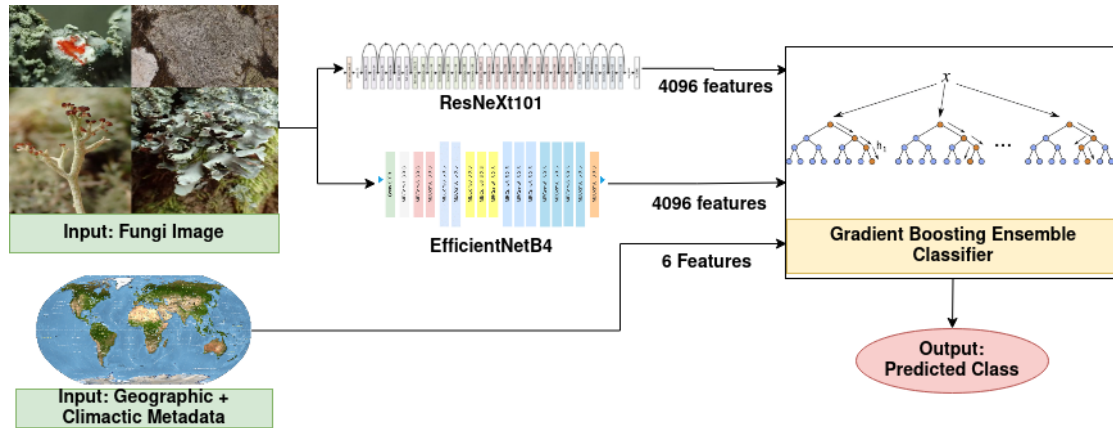 ResNeXt101
4096 features
x
h1
...
Input: Fungi Image
EfficientNetB4
4096 features
6 Features
Gradient Boosting Ensemble
Classifier
Input: Geographic +
Climactic Metadata
Output:
Predicted Class